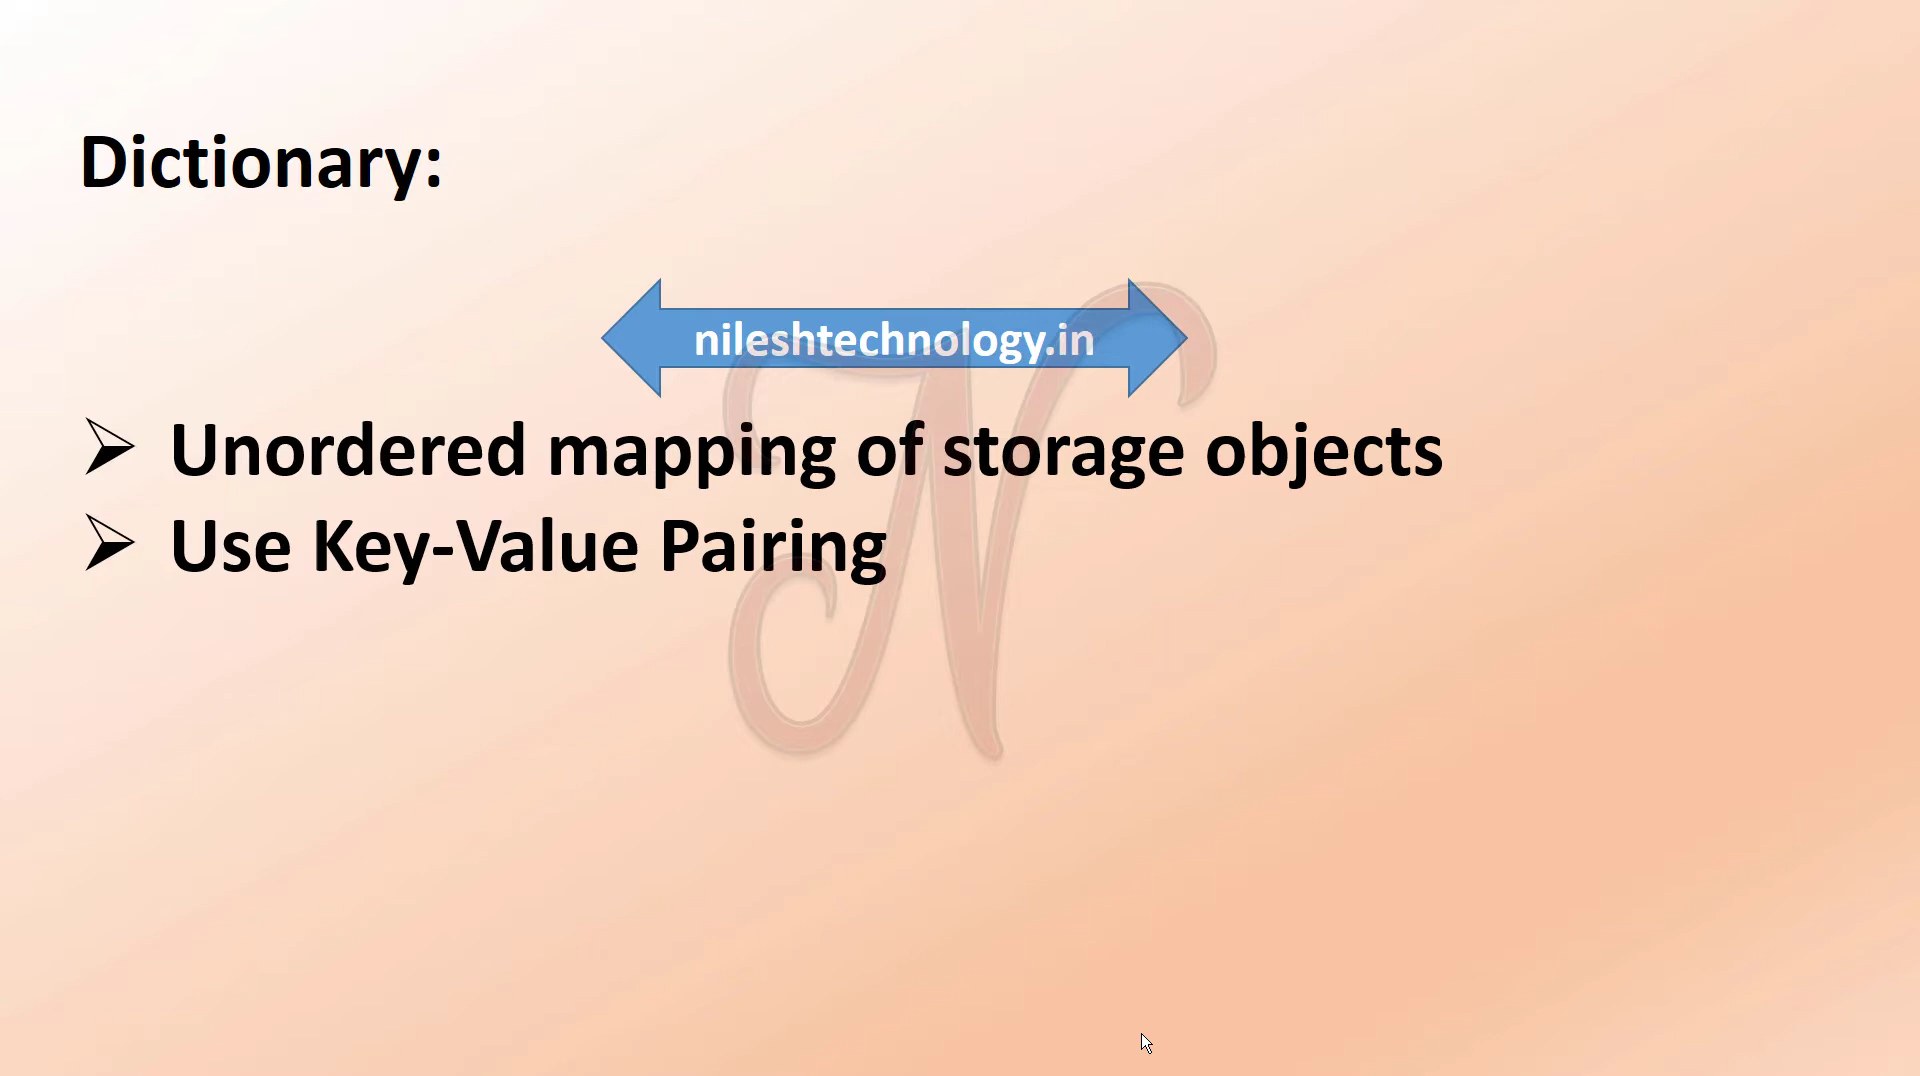 Dictionary:
nileshtechnology.in
Unordered mapping of storage objects
Use Key-Value Pairing
N